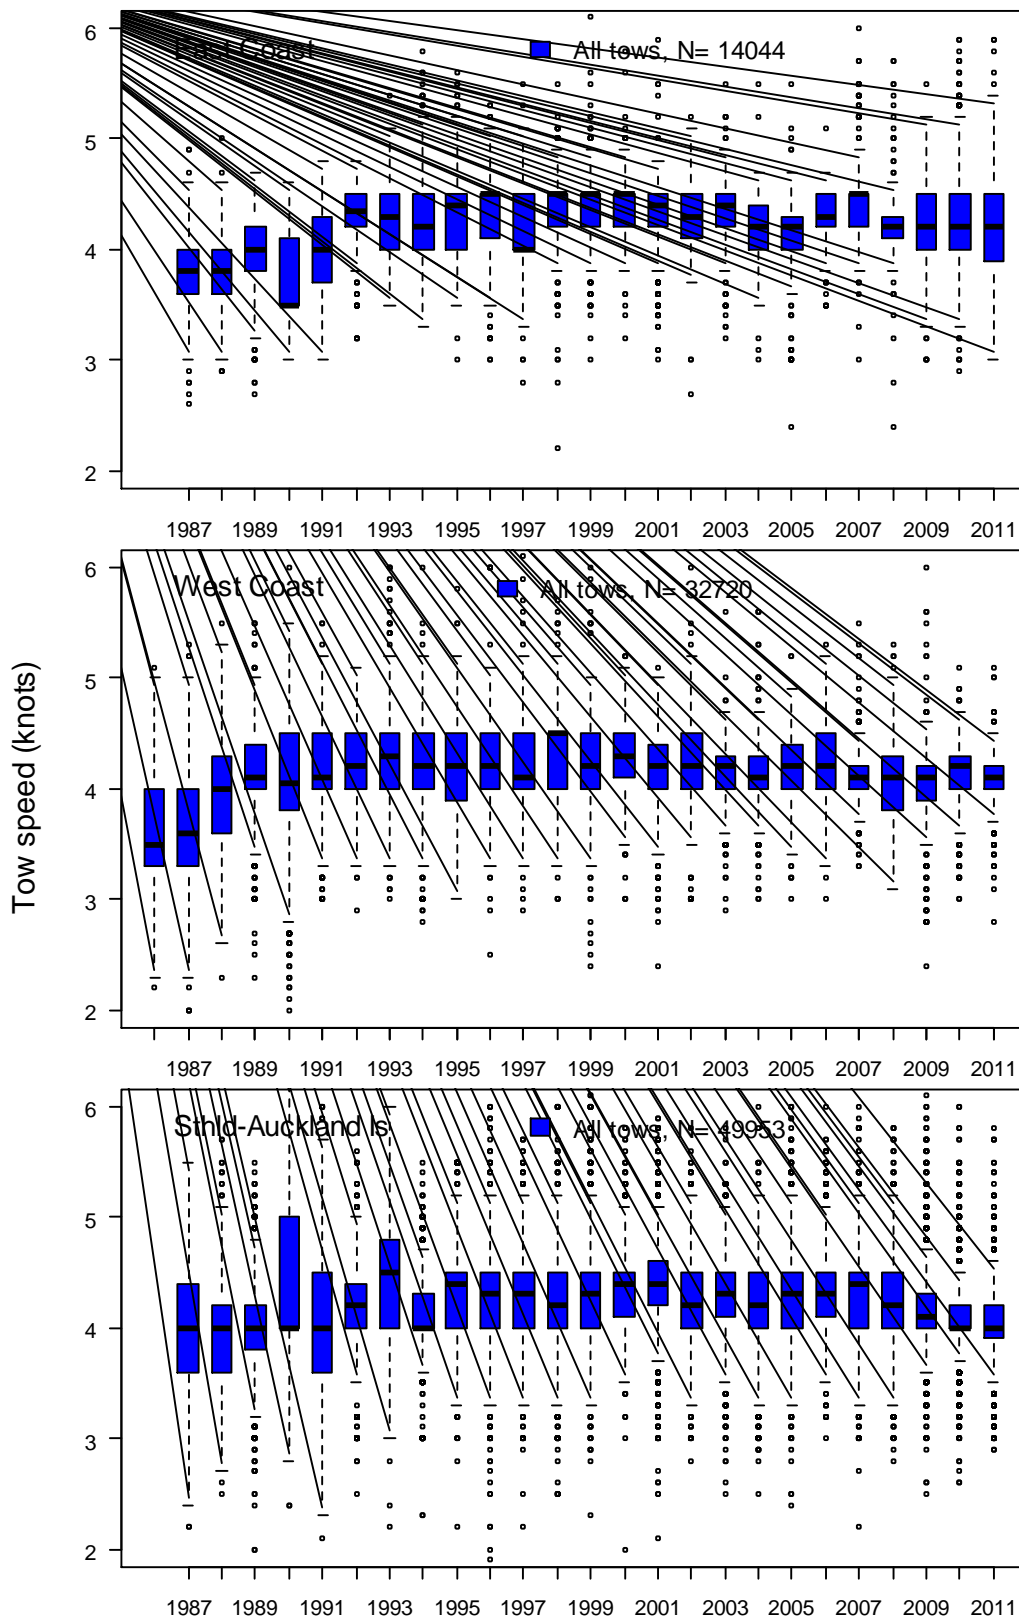 Tow speed (knots)
East Coast
All tows, N= 14044
6
5
4
3
2
1987 1989 1991 1993 1995 1997 1999 2001 2003 2005 2007 2009 2011
West Coast
All tows, N= 32720
6
5
4
3
2
1987 1989 1991 1993 1995 1997 1999 2001 2003 2005 2007 2009 2011
Sthld-Auckland Is
All tows, N= 49953
6
5
4
3
2
1987 1989 1991 1993 1995 1997 1999 2001 2003 2005 2007 2009 2011